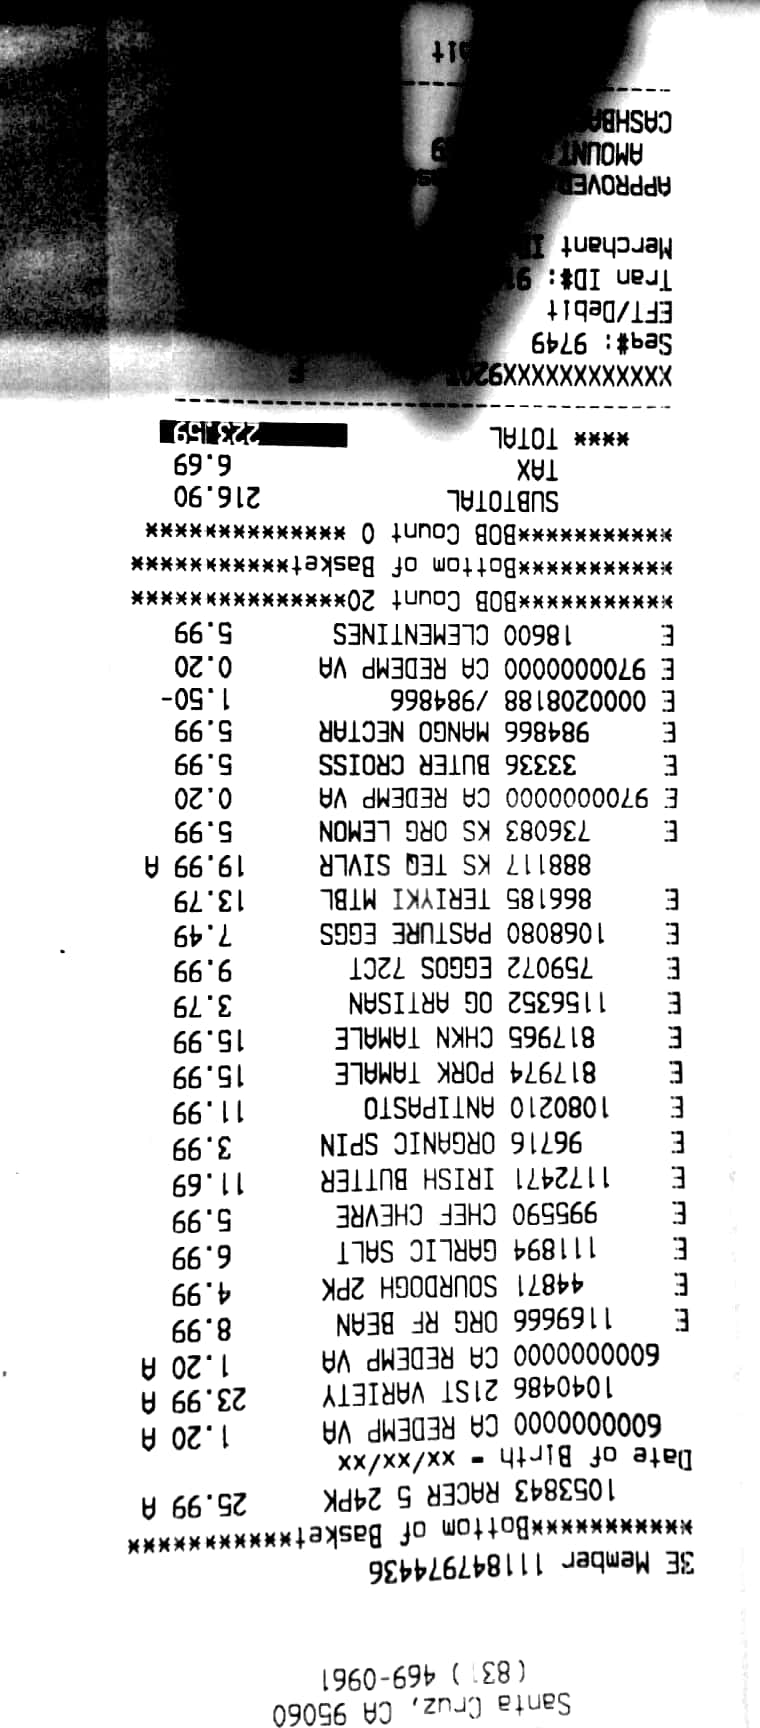 Santa Cruz, CA 95060
(83 ) 469-0961
3E Member 111847974436
************Bottom of Basket************
1053843 RACER 5 24PK 25.99 A
Date of Birth - xx/xx/xx
6000000000 CA REDEMP VA 1.20 A
1040486 21ST VARIETY 23.99 A
6000000000 CA REDEMP VA 1.20 A
E 1169666 ORG RF BEAN 8.99
E 44871 SOURDOGH 2PK 4.99
E 111894 GARLIC SALT 6.99
E 995590 CHEF CHEVRE 5.99
E 1172471 IRISH BUTTER 11.69
E 96716 ORGANIC SPIN 3.99
E 1080210 ANTIPASTO 11.99
E 817974 PORK TAMALE 15.99
E 817965 CHKN TAMALE 15.99
E 1156352 OG ARTISAN 3.79
E 759072 EGGOS 72CT 9.99
E 1068080 PASTURE EGGS 7.49
E 866185 TERIYKI MTBL 13.79
888117 KS TEQ SIVLR 19.99 A
E 736083 KS ORG LEMON 5.99
E 9700000000 CA REDEMP VA 0.20
E 33336 BUTER CROISS 5.99
E 984866 MANGO NECTAR 5.99
E 0000208188 /984866 1.50-
E 9700000000 CA REDEMP VA 0.20
E 18600 CLEMENTINES 5.99
************BOB Count 20****************
************Bottom of Basket************
************BOB Count 0 ***************
SUBTOTAL 216.90
TAX 6.69
**** TOTAL 223.59
Seq#: 9749
EFT/Debit
Tran ID#:
Merchant
APPROVED
AMOUNT